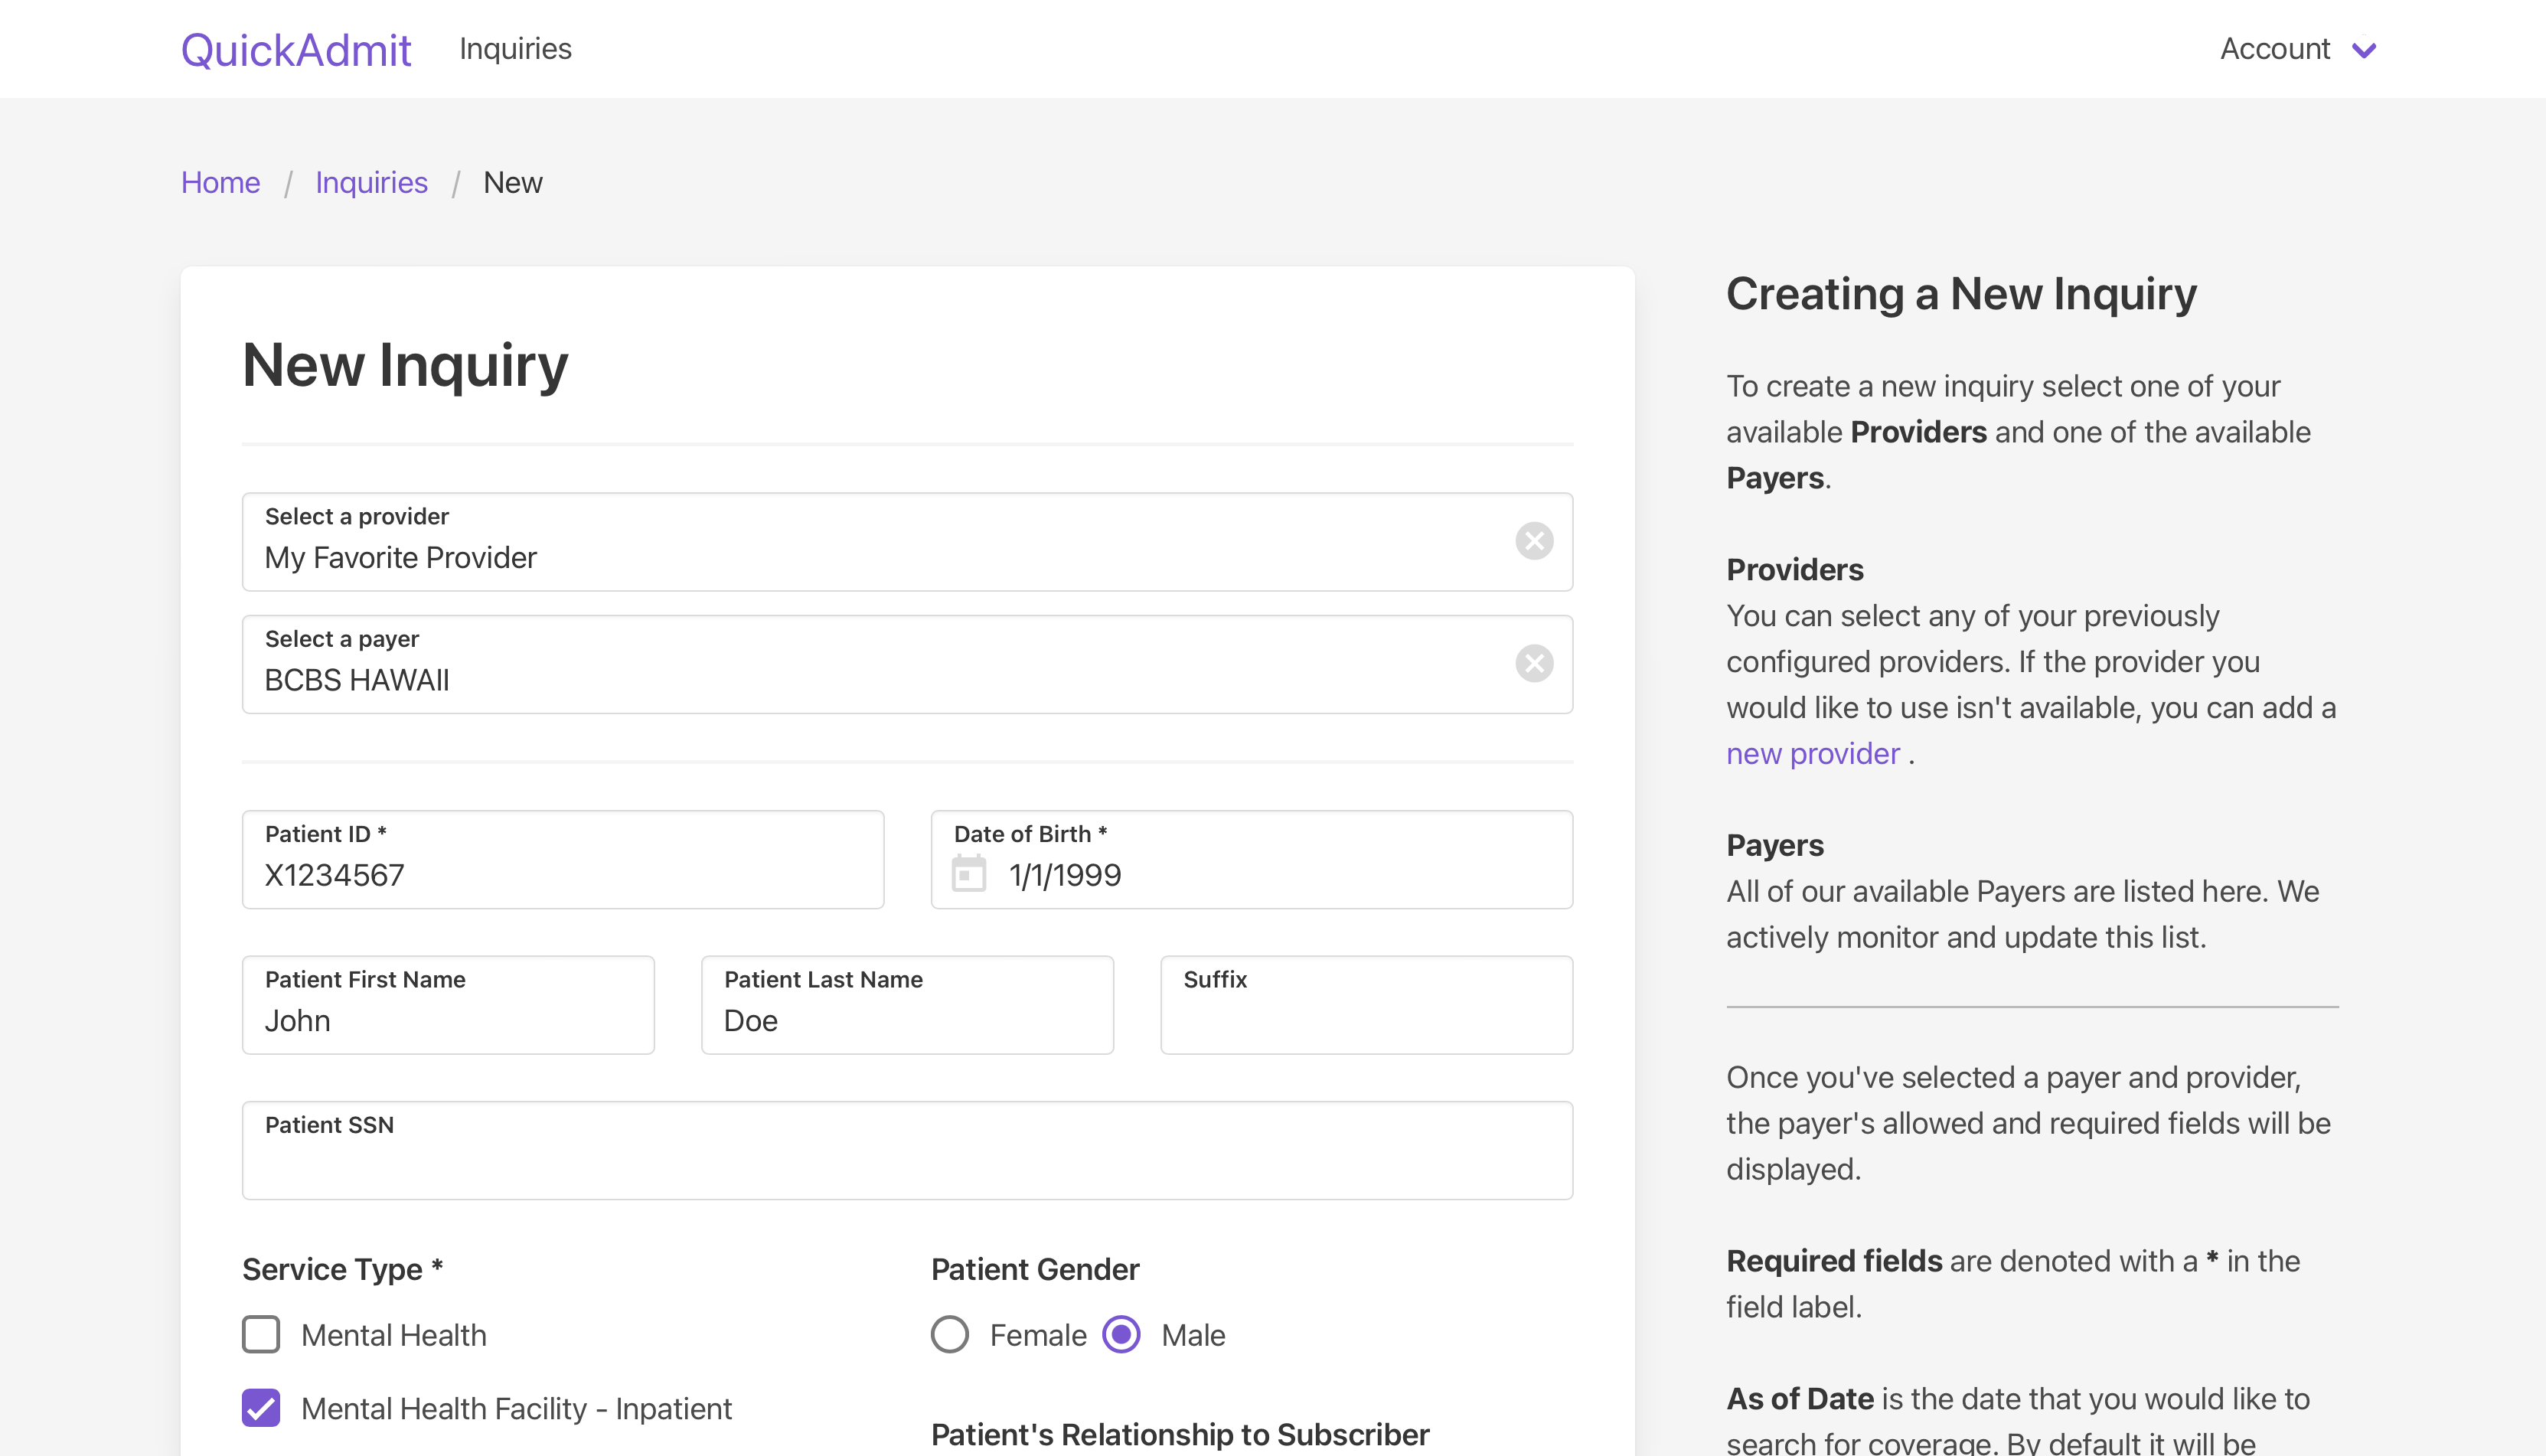 QuickAdmit Inquiries Account
Home / Inquiries / New
New Inquiry
Select a provider
My Favorite Provider
Select a payer
BCBS HAWAII
Patient ID *
X1234567
Date of Birth *
1/1/1999
Patient First Name
John
Patient Last Name
Doe
Suffix
Patient SSN
Service Type *
Mental Health
Mental Health Facility - Inpatient
Patient Gender
Female Male
Patient's Relationship to Subscriber
Creating a New Inquiry
To create a new inquiry select one of your
available Providers and one of the available
Payers.
Providers
You can select any of your previously
configured providers. If the provider you
would like to use isn't available, you can add a
new provider .
Payers
All of our available Payers are listed here. We
actively monitor and update this list.
Once you've selected a payer and provider,
the payer's allowed and required fields will be
displayed.
Required fields are denoted with a * in the
field label.
As of Date is the date that you would like to
search for coverage. By default it will be